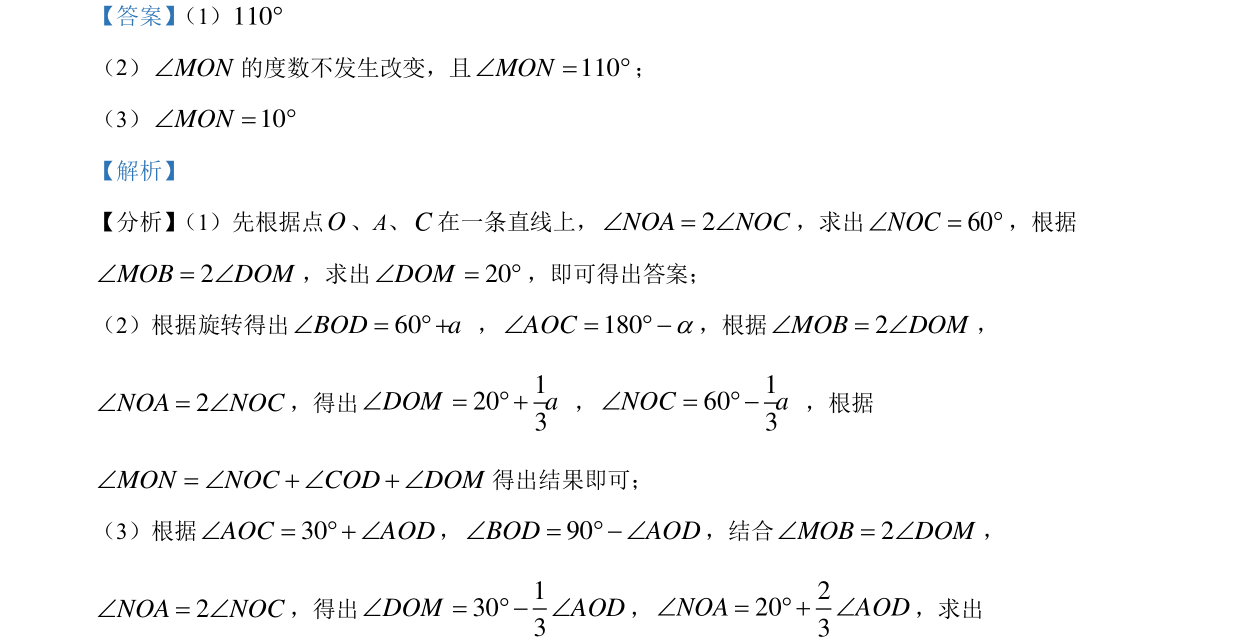 【答案】（1）110°
（2）∠MON 的度数不发生改变，且∠MON =110°；
（3）∠MON =10°
【解析】
【分析】（1）先根据点O 、A、 C 在一条直线上，∠NOA = 2∠NOC，求出∠NOC = 60°，根据
∠MOB = 2∠DOM ，求出∠DOM = 20°，即可得出答案；
（2）根据旋转得出∠BOD = 60°+a ，∠AOC =180°−α，根据∠MOB = 2∠DOM ，
∠NOA = 2∠NOC，得出∠DOM = 20°+\frac{1}{3}a ，∠NOC = 60°−\frac{1}{3}a ，根据
∠MON = ∠NOC + ∠COD + ∠DOM 得出结果即可；
（3）根据∠AOC = 30°+ ∠AOD，∠BOD = 90°− ∠AOD，结合∠MOB = 2∠DOM ，
∠NOA = 2∠NOC，得出∠DOM = 30°−\frac{1}{3}∠AOD，∠NOA = 20°+\frac{2}{3}∠AOD，求出